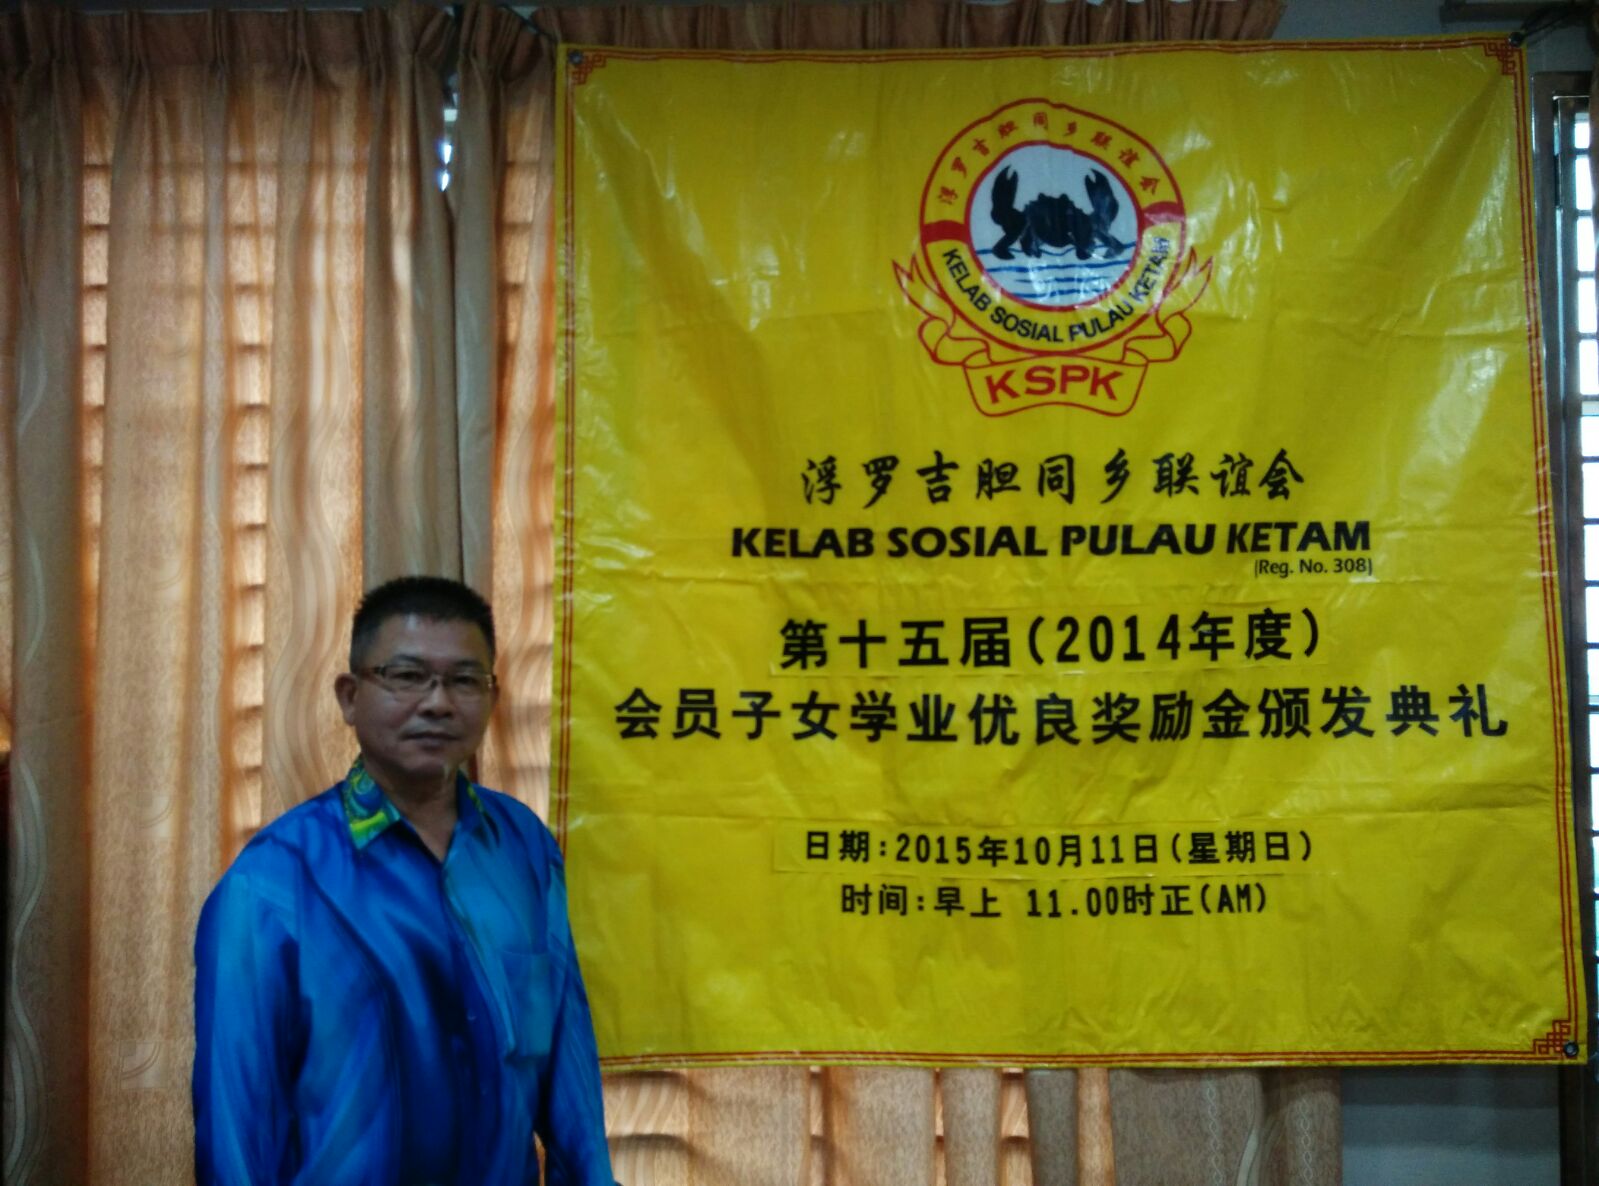 浮罗吉胆同乡联谊会
KELAB SOSIAL PULAU KETAM
KSPK
浮罗吉胆同乡联谊会
KELAB SOSIAL PULAU KETAM
(Reg. No. 308)
第十五届(2014年度)
会员子女学业优良奖励金颁发典礼
日期:2015年10月11日(星期日)
时间:早上 11.00时正(AM)